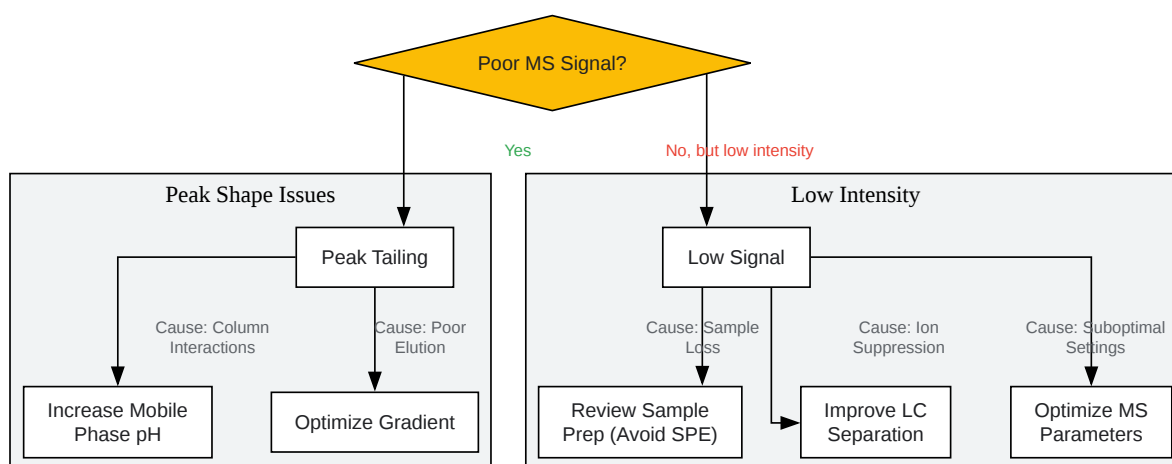 Poor MS Signal?
Yes
No, but low intensity
Peak Shape Issues
Low Intensity
Peak Tailing
Low Signal
Cause: Column
Interactions
Cause: Poor
Elution
Cause: Sample
Loss
Cause: Ion
Suppression
Cause: Suboptimal
Settings
Increase Mobile
Phase pH
Optimize Gradient
Review Sample
Prep (Avoid SPE)
Improve LC
Separation
Optimize MS
Parameters